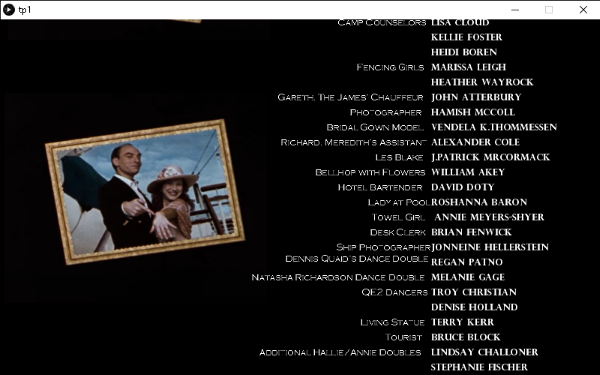 tp1
CAMP COUNSELORS LISA CLOUD
KELLIE FOSTER
HEIDI BOREN
FENCING GIRLS MARISSA LEIGH
HEATHER WAYROCK
GARETH, THE JAMES' CHAUFFEUR JOHN ATTERBURY
PHOTOGRAPHER HAMISH MCCOLL
BRIDAL GOWN MODEL VENDELA K.THOMMESSEN
RICHARD, MEREDITH'S ASSISTANT ALEXANDER COLE
LES BLAKE J.PATRICK MRCORMACK
BELLHOP WITH FLOWERS WILLIAM AKEY
HOTEL BARTENDER DAVID DOTY
LADY AT POOL ROSHANNA BARON
TOWEL GIRL ANNIE MEYERS-SHYER
DESK CLERK BRIAN FENWICK
SHIP PHOTOGRAPHER JONNEINE HELLERSTEIN
DENNIS QUAID'S DANCE DOUBLE REGAN PATNO
NATASHA RICHARDSON DANCE DOUBLE MELANIE GAGE
QE2 DANCERS TROY CHRISTIAN
DENISE HOLLAND
LIVING STATUE TERRY KERR
TOURIST BRUCE BLOCK
ADDITIONAL HALLIE/ANNIE DOUBLES LINDSAY CHALLONER
STEPHANIE FISCHER